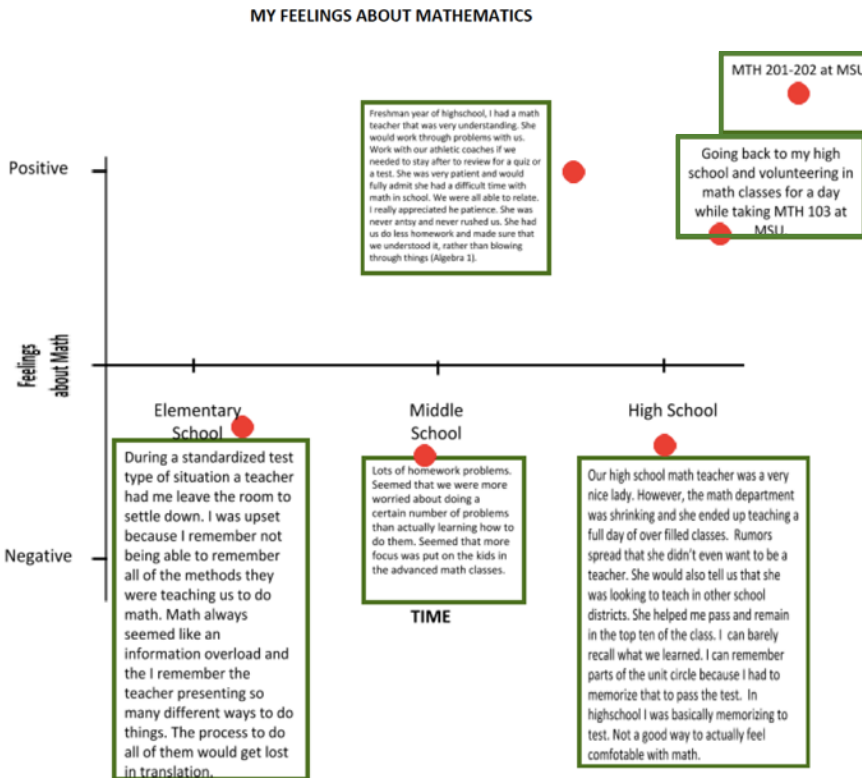 MY FEELINGS ABOUT MATHEMATICS
MTH 201-202 at MSU
Freshman year of highschool, I had a math
teacher that was very understanding. She
would work through problems with us.
Work with our athletic coaches if we
needed to stay after to review for a quiz or
a test. She was very patient and would
fully admit she had a difficult time with
math in school. We were all able to relate.
I really appreciated he patience. She was
never antsy and never rushed us. She had
us do less homework and made sure that
we understood it, rather than blowing
through things (Algebra 1).
Going back to my high
school and volunteering in
math classes for a day
while taking MTH 103 at
MSU.
Positive
Feelings
about Math
Negative
Elementary
School
Middle
School
High School
During a standardized test
type of situation a teacher
had me leave the room to
settle down. I was upset
because I remember not
being able to remember
all of the methods they
were teaching us to do
math. Math always
seemed like an
information overload and
the I remember the
teacher presenting so
many different ways to do
things. The process to do
all of them would get lost
in translation.
Lots of homework problems.
Seemed that we were more
worried about doing a
certain number of problems
than actually learning how to
do them. Seemed that more
focus was put on the kids in
the advanced math classes.
TIME
Our high school math teacher was a very
nice lady. However, the math department
was shrinking and she ended up teaching a
full day of over filled classes. Rumors
spread that she didn't even want to be a
teacher. She would also tell us that she
was looking to teach in other school
districts. She helped me pass and remain
in the top ten of the class. I can barely
recall what we learned. I can remember
parts of the unit circle because I had to
memorize that to pass the test. In
highschool I was basically memorizing to
test. Not a good way to actually feel
comfotable with math.